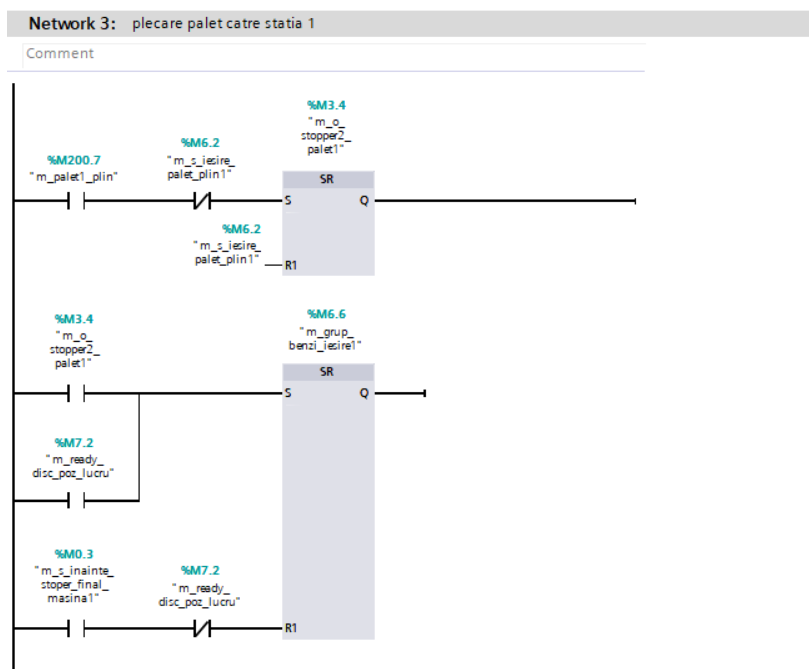 Network 3: plecare palet catre statia 1
Comment
%M3.4
"m_o_
stopper2_
palet1"
%M6.2
"m_s_iesire_
palet_plin1"
%M200.7
"m_palet1_plin"
SR
S Q
%M6.2
"m_s_iesire_
palet_plin1"
R1
%M3.4
"m_o_
stopper2_
palet1"
%M6.6
"m_grup_
benzi_iesire1"
SR
S Q
%M7.2
"m_ready_
disc_poz_lucru"
%M0.3
"m_s_inainte_
stoper_final_
masina1"
%M7.2
"m_ready_
disc_poz_lucru"
R1